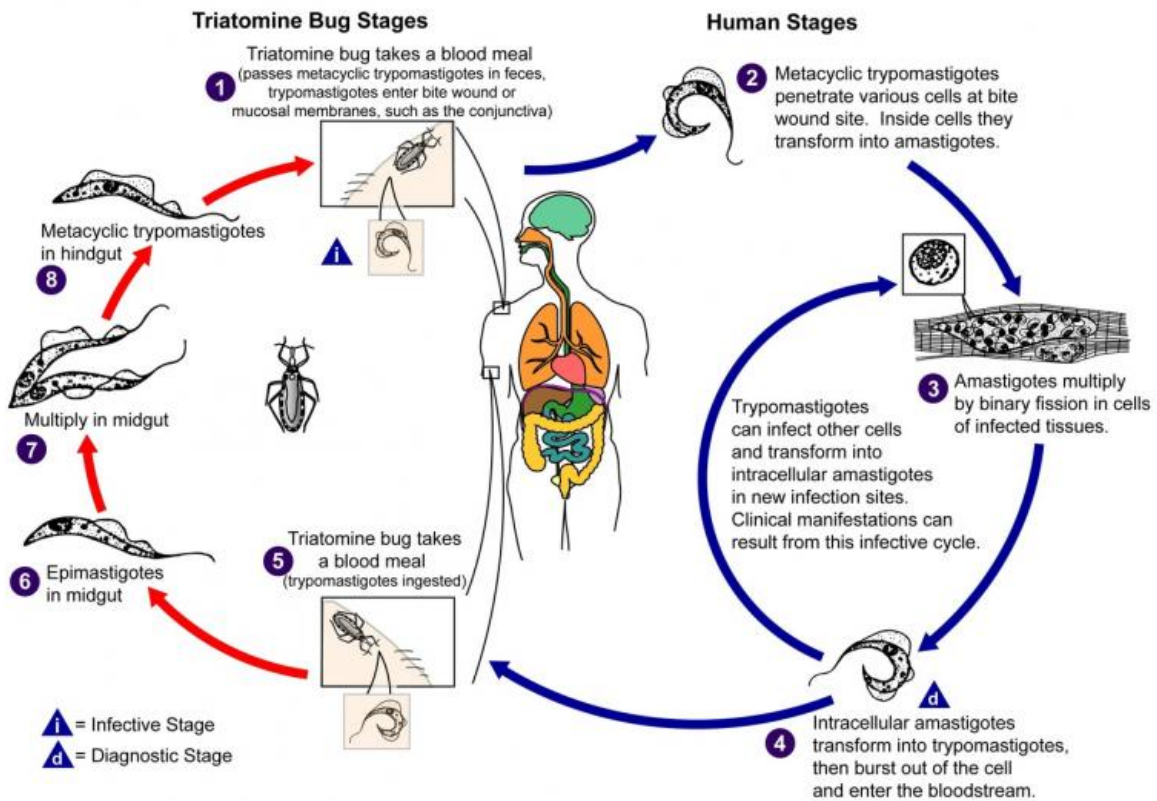 Triatomine Bug Stages
Human Stages
Triatomine bug takes a blood meal
(passes metacyclic trypomastigotes in feces,
trypomastigotes enter bite wound or
mucosal membranes, such as the conjunctiva)
1
i
2
Metacyclic trypomastigotes
penetrate various cells at bite
wound site. Inside cells they
transform into amastigotes.
3
Amastigotes multiply
by binary fission in cells
of infected tissues.
Trypomastigotes
can infect other cells
and transform into
intracellular amastigotes
in new infection sites.
Clinical manifestations can
result from this infective cycle.
d
4
Intracellular amastigotes
transform into trypomastigotes,
then burst out of the cell
and enter the bloodstream.
5
Triatomine bug takes
a blood meal
(trypomastigotes ingested)
6
Epimastigotes
in midgut
Multiply in midgut
7
Metacyclic trypomastigotes
in hindgut
8
i = Infective Stage
d = Diagnostic Stage